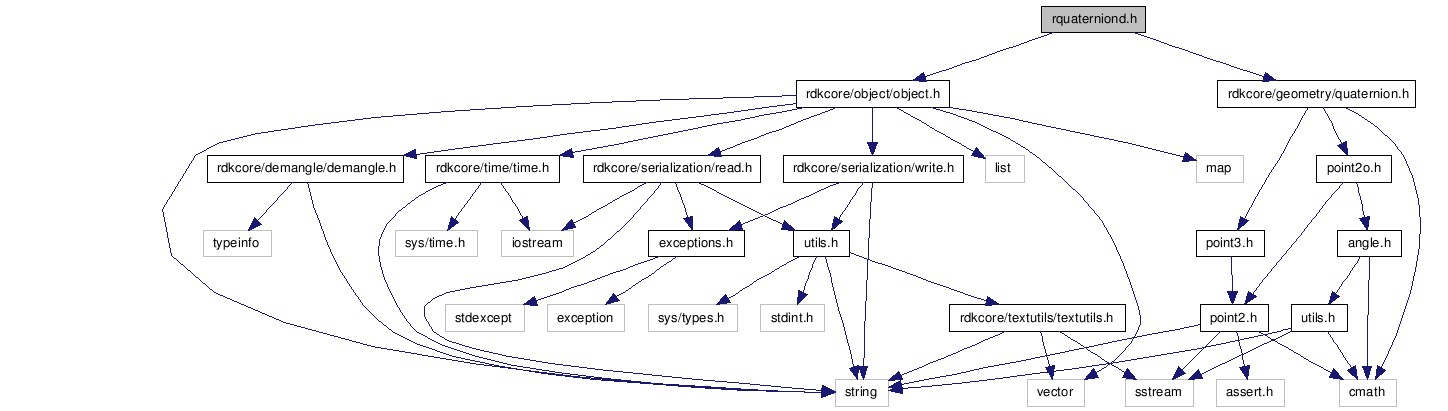 rquaterniond.h
rdkcore/object/object.h
rdkcore/geometry/quaternion.h
rdkcore/demangle/demangle.h
rdkcore/time/time.h
rdkcore/serialization/read.h
rdkcore/serialization/write.h
list
map
point2o.h
typeinfo
sys/time.h
iostream
exceptions.h
utils.h
point3.h
angle.h
stdexcept
exception
sys/types.h
stdint.h
rdkcore/textutils/textutils.h
point2.h
utils.h
string
vector
sstream
assert.h
cmath